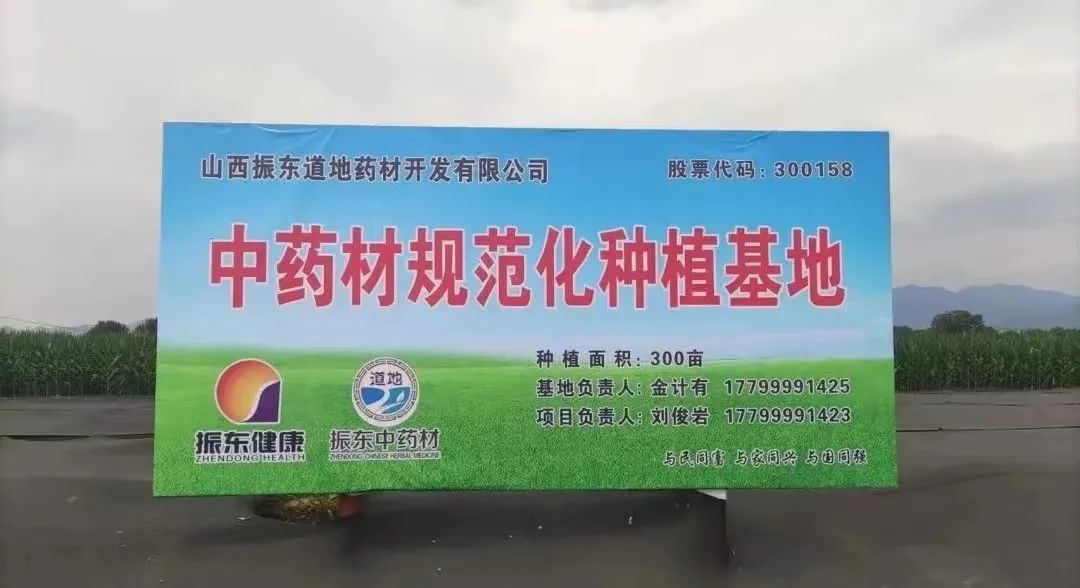 山西振东道地药材开发有限公司
股票代码：300158
中药材规范化种植基地
种植面积：300亩
基地负责人：金计有 17799991425
项目负责人：刘俊岩 17799991423
道地
振东健康
ZHENDONG HEALTH
振东中药材
ZHENDONG CHINESE HERBAL MEDICINE
与民同富 与家同兴 与国同强